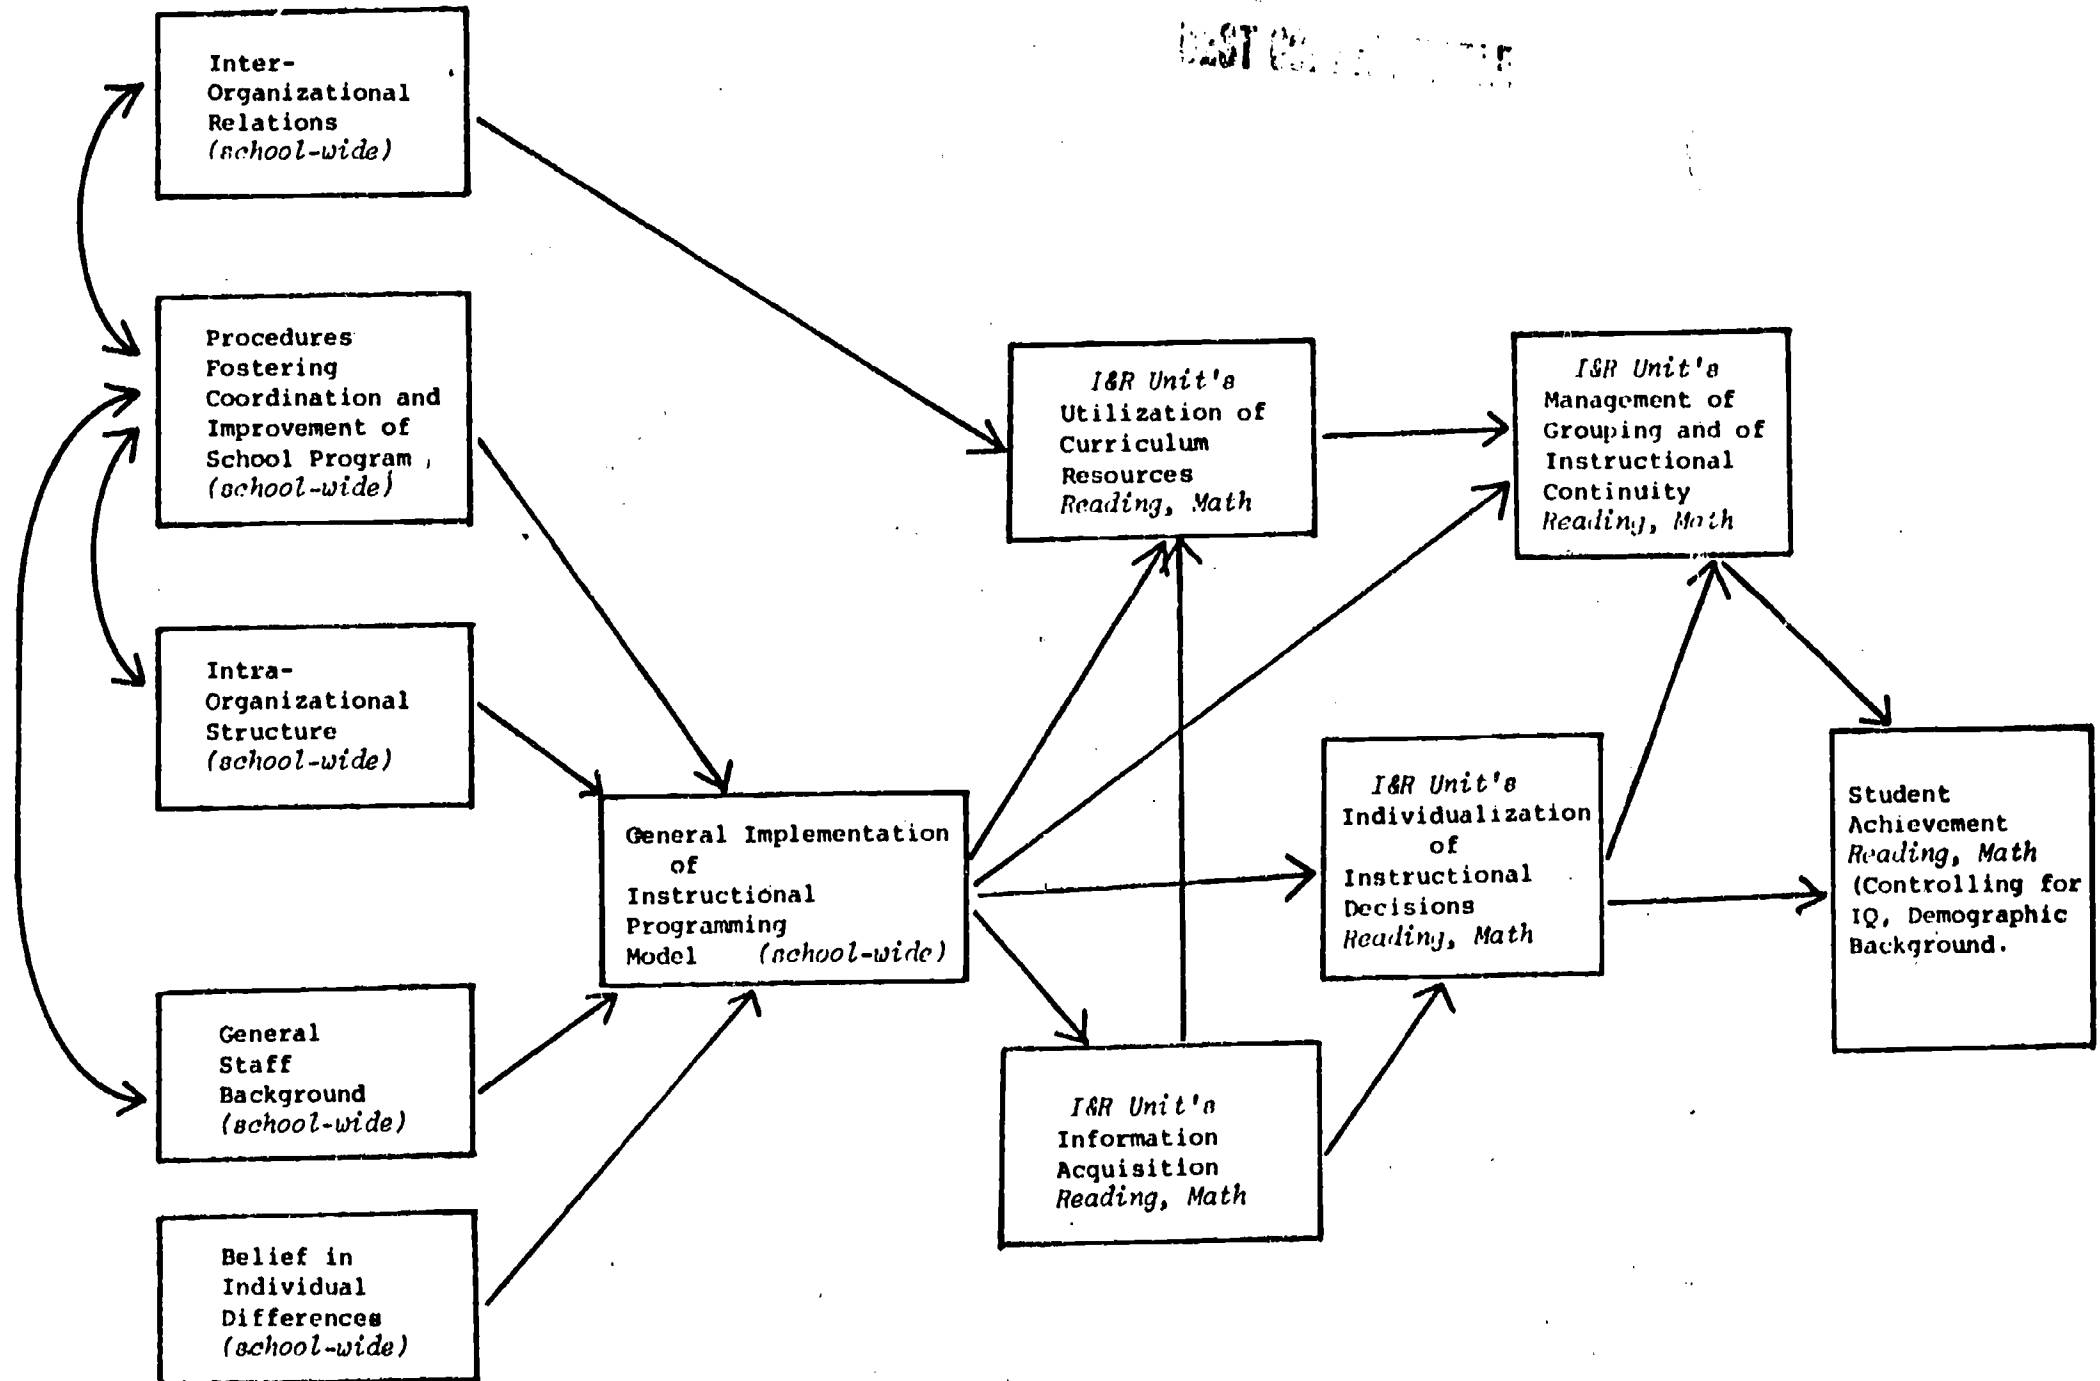 Inter-
Organizational
Relations
(school-wide)
Procedures
Fostering
Coordination and
Improvement of
School Program
(school-wide)
Intra-
Organizational
Structure
(school-wide)
General
Staff
Background
(school-wide)
Belief in
Individual
Differences
(school-wide)
General Implementation
of
Instructional
Programming
Model (school-wide)
I&R Unit's
Utilization of
Curriculum
Resources
Reading, Math
I&R Unit's
Information
Acquisition
Reading, Math
I&R Unit's
Management of
Grouping and of
Instructional
Continuity
Reading, Math
I&R Unit's
Individualization
of
Instructional
Decisions
Reading, Math
Student
Achievement
Reading, Math
(Controlling for
IQ, Demographic
Background.